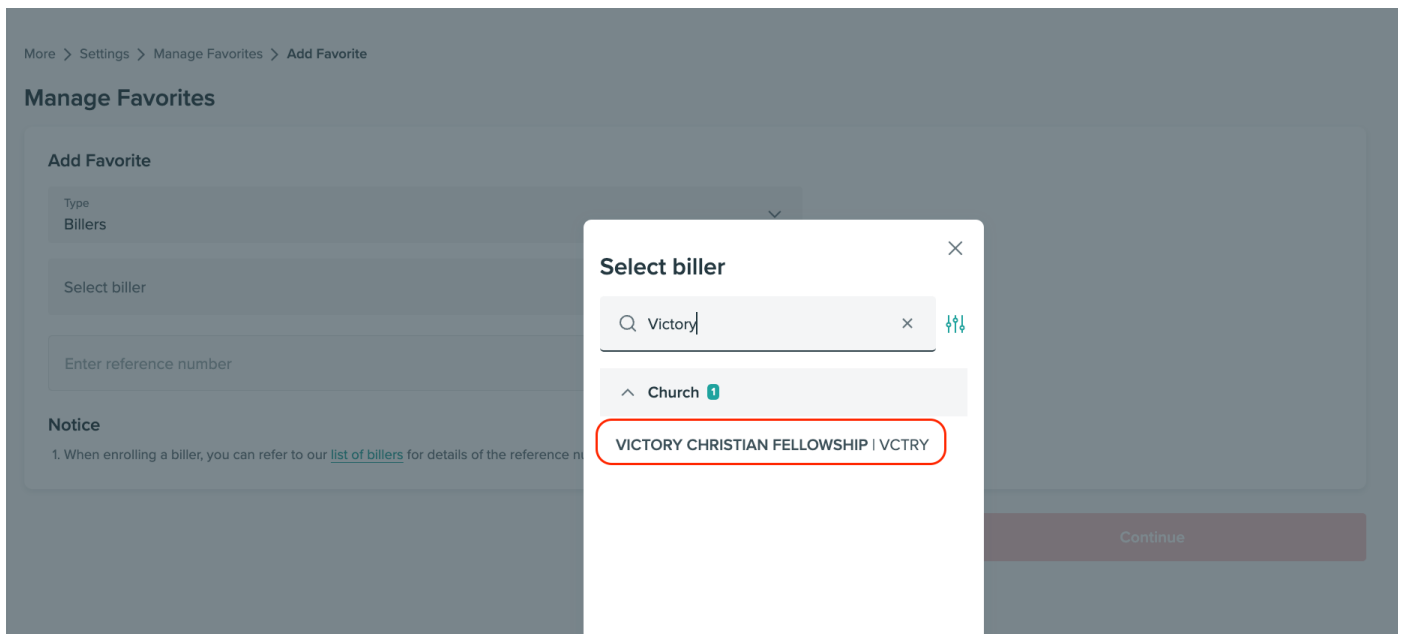 More > Settings > Manage Favorites > Add Favorite
Manage Favorites
Add Favorite
Type
Billers
Select biller
Enter reference number
Notice
1. When enrolling a biller, you can refer to our list of billers for details of the reference
Continue
Select biller
Victory
Church 1
VICTORY CHRISTIAN FELLOWSHIP | VCTRY